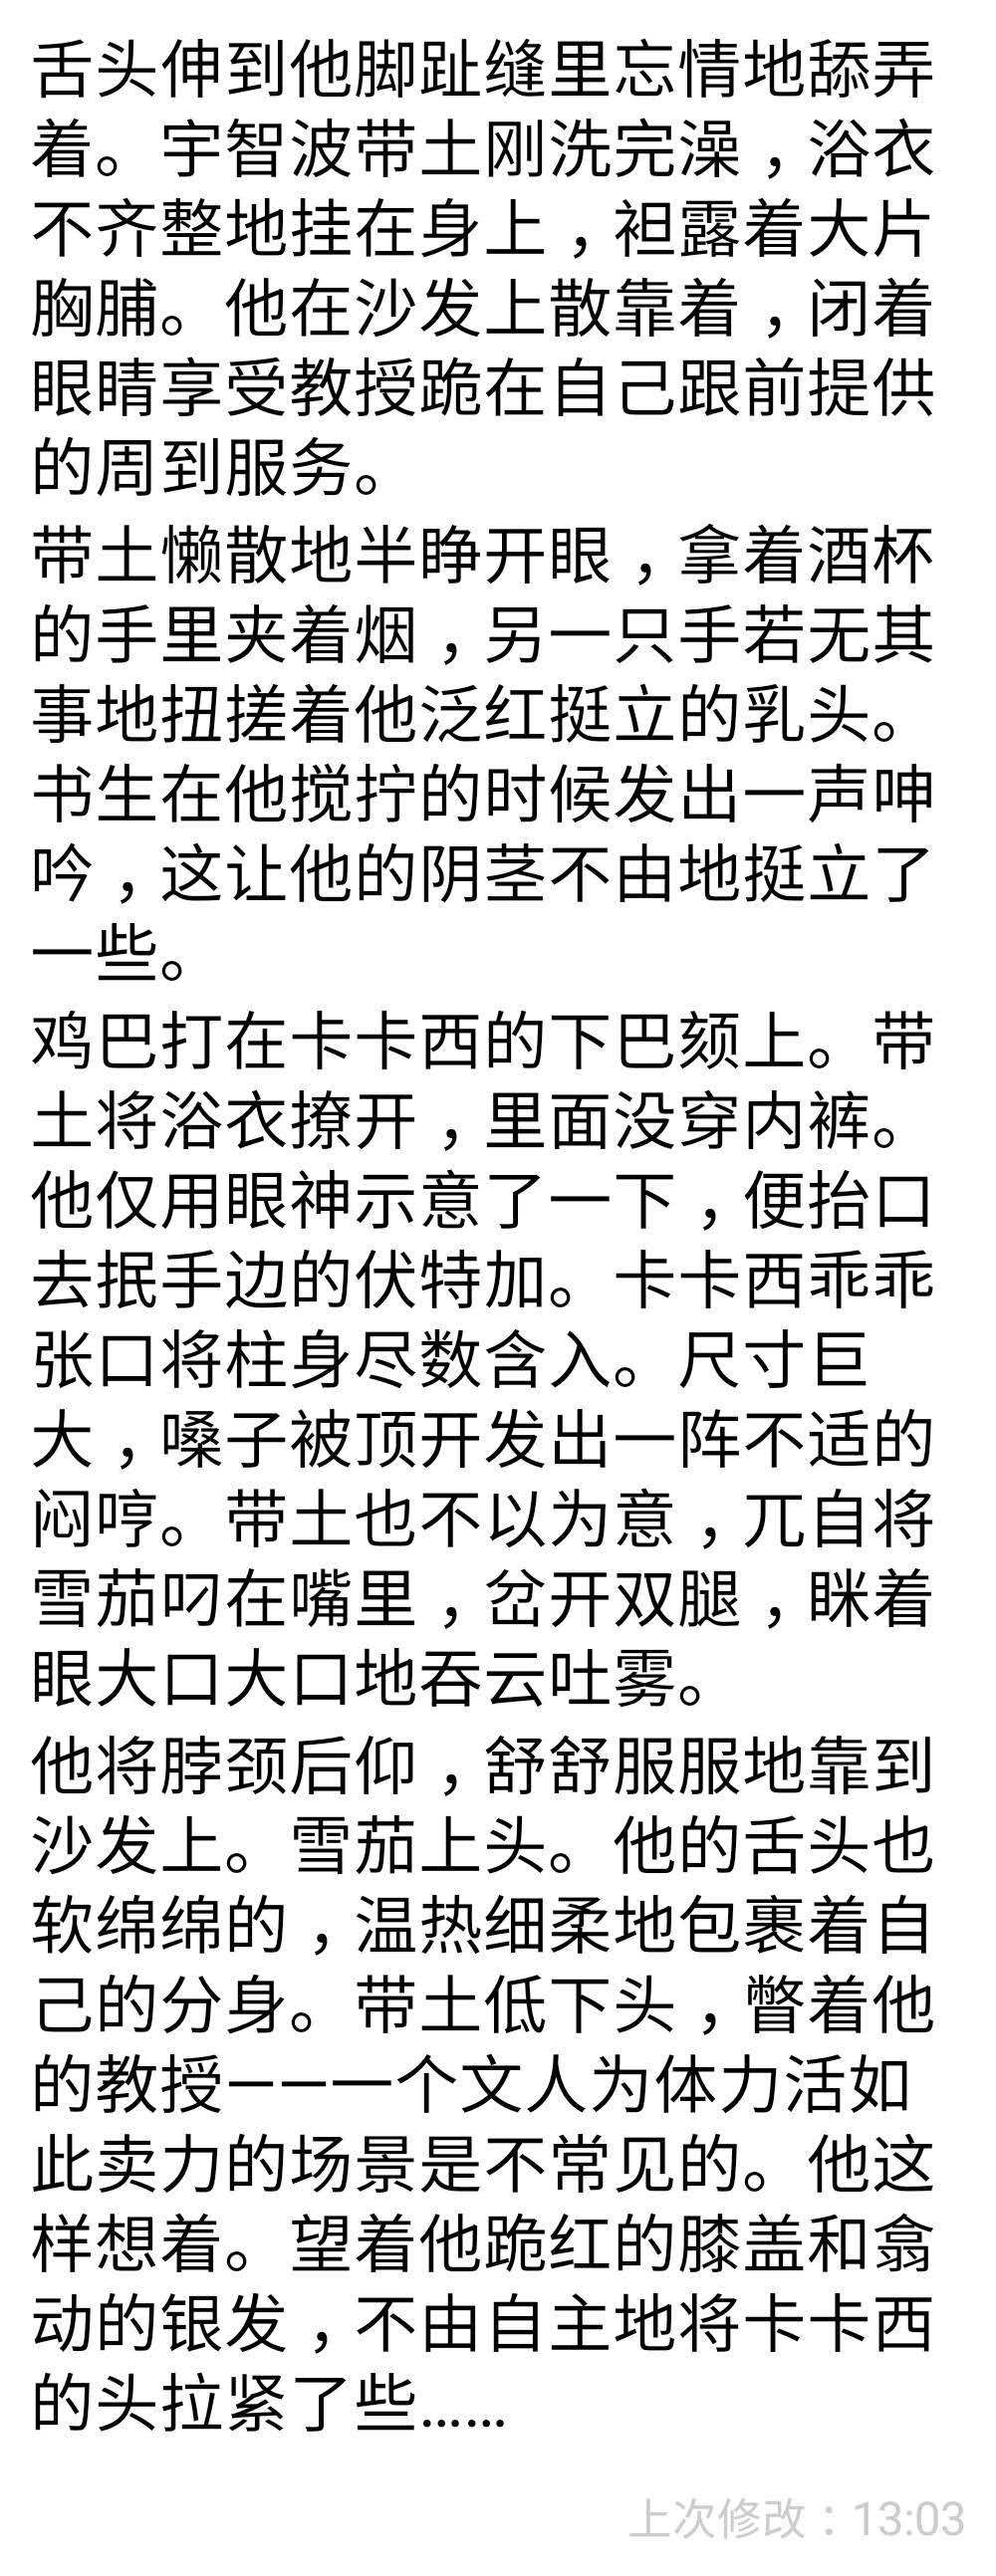 舌头伸到他脚趾缝里忘情地舔弄
着。宇智波带土刚洗完澡，浴衣
不齐整地挂在身上，袒露着大片
胸脯。他在沙发上散靠着，闭着
眼睛享受教授跪在自己跟前提供
的周到服务。
带土懒散地半睁开眼，拿着酒杯
的手里夹着烟，另一只手若无其
事地扭搓着他泛红挺立的乳头。
书生在他搅拧的时候发出一声呻
吟，这让他的阴茎不由地挺立了
一些。
鸡巴打在卡卡西的下巴颏上。带
土将浴衣撩开，里面没穿内裤。
他仅用眼神示意了一下，便抬口
去抿手边的伏特加。卡卡西乖乖
张口将柱身尽数含入。尺寸巨
大，嗓子被顶开发出一阵不适的
闷哼。带土也不以为意，兀自将
雪茄叼在嘴里，岔开双腿，眯着
眼大口大口地吞云吐雾。
他将脖颈后仰，舒舒服服地靠到
沙发上。雪茄上头。他的舌头也
软绵绵的，温热细柔地包裹着自
己的分身。带土低下头，瞥着他
的教授——一个文人为体力活如
此卖力的场景是不常见的。他这
样想着。望着他跪红的膝盖和翕
动的银发，不由自主地将卡卡西
的头拉紧了些……
上次修改：13:03